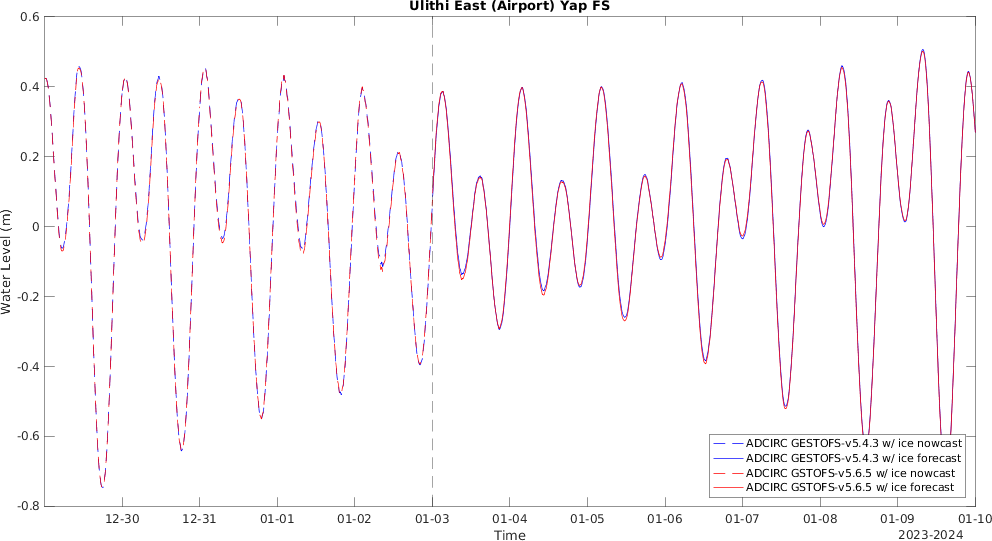 Ulithi East (Airport) Yap FS
0.6
0.4
0.2
0
-0.2
-0.4
-0.6
-0.8
Water Level (m)
12-30 12-31 01-01 01-02 01-03 01-04 01-05 01-06 01-07 01-08 01-09 01-10
Time
2023-2024
ADCIRC GESTOFS-v5.4.3 w/ ice nowcast
ADCIRC GESTOFS-v5.4.3 w/ ice forecast
ADCIRC GSTOFS-v5.6.5 w/ ice nowcast
ADCIRC GSTOFS-v5.6.5 w/ ice forecast